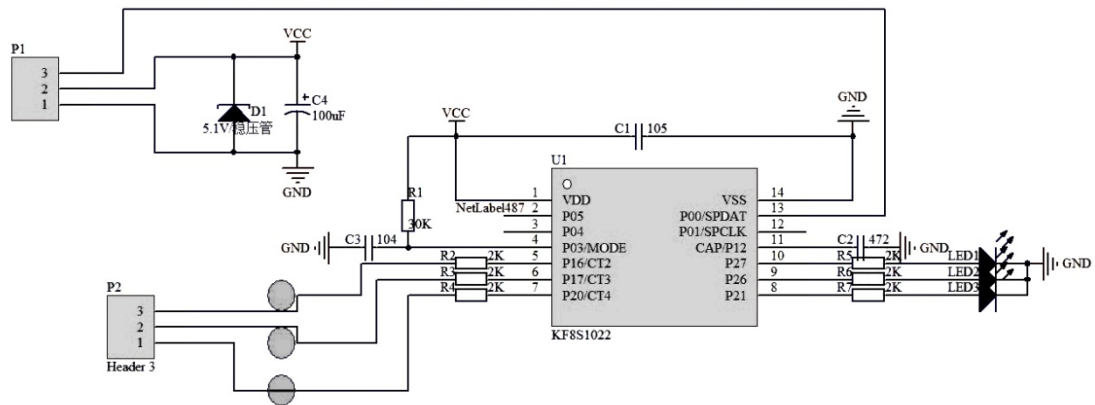 P1
3
2
1
VCC
D1
5.1V/稳压管
+
C4
100uF
GND
VCC
C1 105
GND
U1
R1
30K
NetLabel487
1 VDD
2 P05
3 P04
4 P03/MODE
5 P16/CT2
6 P17/CT3
7 P20/CT4
VSS 14
P00/SPDAT 13
P01/SPCLK 12
CAP/P12 11
P27 10
P26 9
P21 8
KF8S1022
GND C3 104
R2 2K
R3 2K
R4 2K
C2 472 GND
R5 2K LED1
R6 2K LED2
R7 2K LED3
GND
P2
3
2
1
Header 3